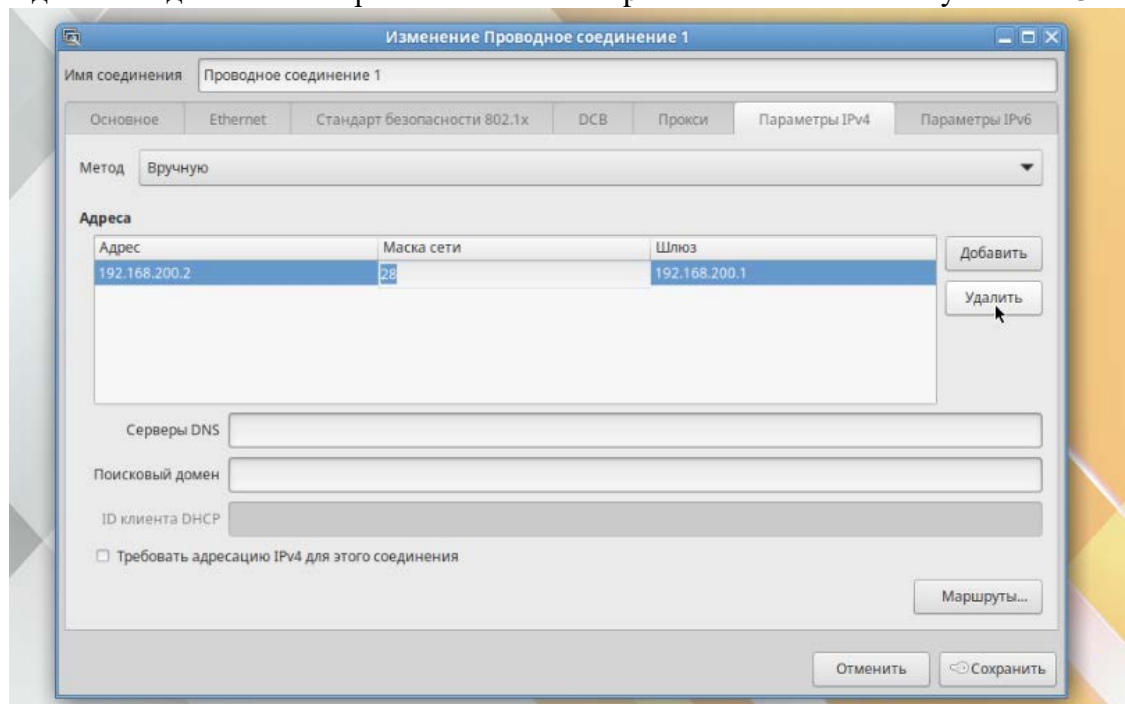 Изменение Проводное соединение 1
Имя соединения Проводное соединение 1
Основное Ethernet Стандарт безопасности 802.1x DCB Прокси Параметры IPv4 Параметры IPv6
Метод Вручную
Адреса
Адрес Маска сети Шлюз Добавить
192.168.200.2 28 192.168.200.1
Удалить
Серверы DNS
Поисковый домен
ID клиента DHCP
Требовать адресацию IPv4 для этого соединения
Маршруты...
Отменить Сохранить